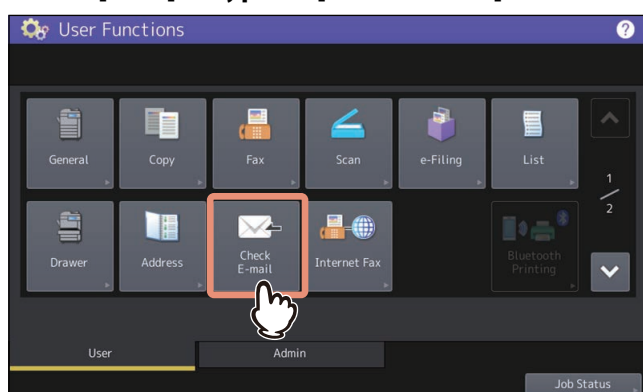 User Functions
?
General
Copy
Fax
Scan
e-Filing
List
1
2
Drawer
Address
Check
E-mail
Internet Fax
Bluetooth
Printing
User
Admin
Job Status